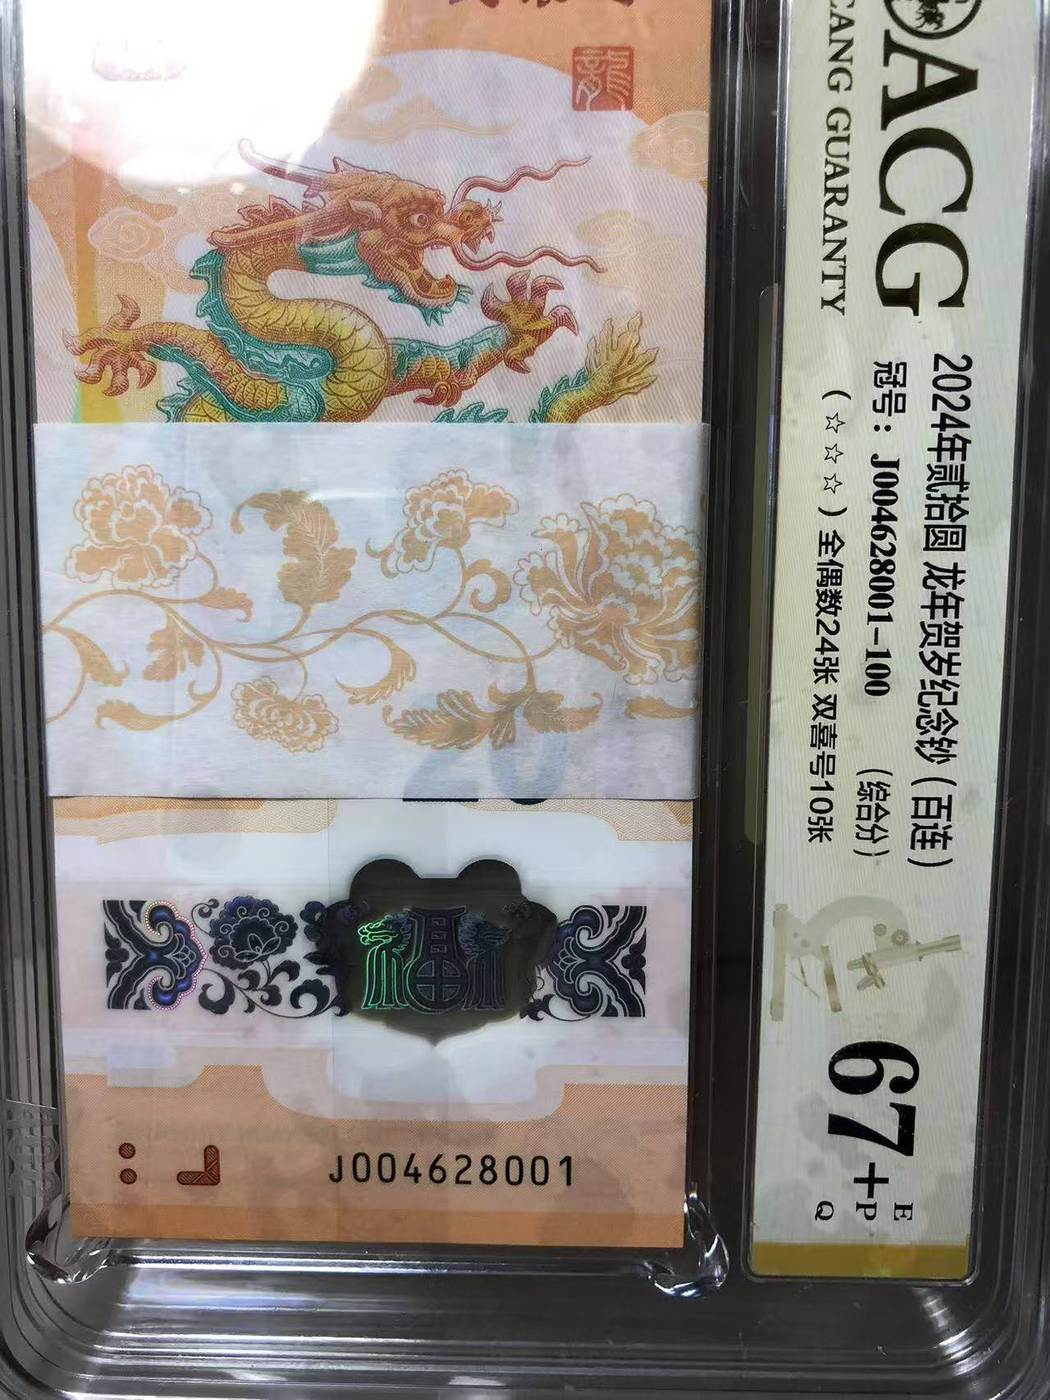 ACG
CANG GUARANTY
2024年贰拾圆 龙年贺岁纪念钞（百连）
冠号：J004628001-100 （综合分）
（☆☆☆）全偶数24张 双喜号10张
67+
E
P
Q
龍
福
J004628001